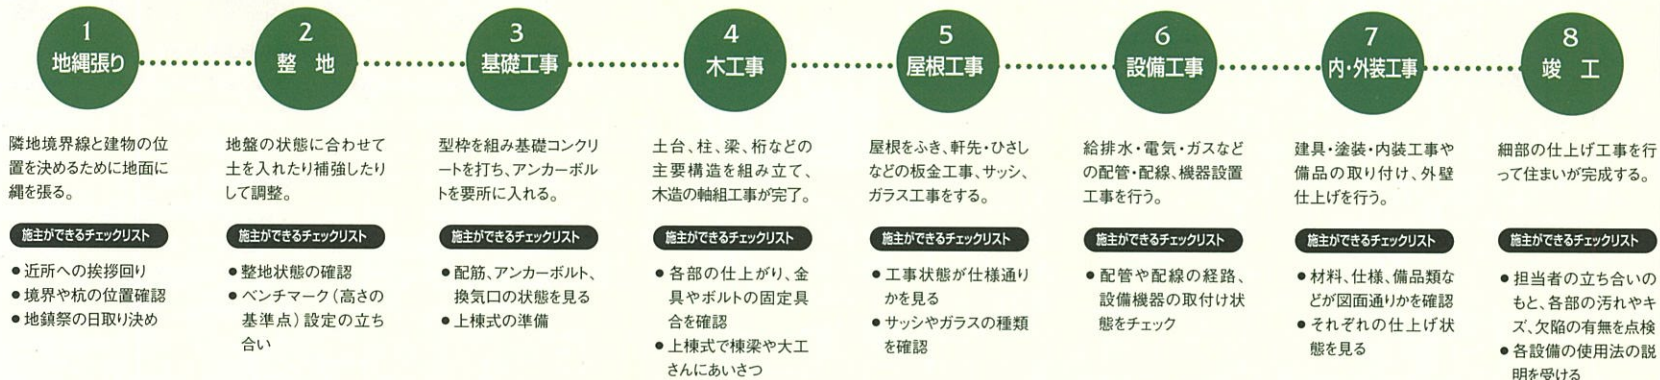 1
地縄張り
隣地境界線と建物の位
置を決めるために地面に
縄を張る。
施主ができるチェックリスト
●近所への挨拶回り
●境界や杭の位置確認
●地鎮祭の日取り決め
2
整 地
地盤の状態に合わせて
土を入れたり補強したり
して調整。
施主ができるチェックリスト
●整地状態の確認
●ベンチマーク(高さの
基準点)設定の立ち
合い
3
基礎工事
型枠を組み基礎コンクリ
ートを打ち、アンカーボル
トを要所に入れる。
施主ができるチェックリスト
●配筋、アンカーボルト、
換気口の状態を見る
●上棟式の準備
4
木工事
土台、柱、梁、桁などの
主要構造を組み立て、
木造の軸組工事が完了。
施主ができるチェックリスト
●各部の仕上がり、金
具やボルトの固定具
合を確認
●上棟式で棟梁や大工
さんにあいさつ
5
屋根工事
屋根をふき、軒先・ひさし
などの板金工事、サッシ、
ガラス工事をする。
施主ができるチェックリスト
●工事状態が仕様通り
かを見る
●サッシやガラスの種類
を確認
6
設備工事
給排水・電気・ガスなど
の配管・配線、機器設置
工事を行う。
施主ができるチェックリスト
●配管や配線の経路、
設備機器の取付け状
態をチェック
7
内・外装工事
建具・塗装・内装工事や
備品の取り付け、外壁
仕上げを行う。
施主ができるチェックリスト
●材料、仕様、備品類な
どが図面通りかを確認
●それぞれの仕上げ状
態を見る
8
竣 工
細部の仕上げ工事を行
って住まいが完成する。
施主ができるチェックリスト
●担当者の立ち合いの
もと、各部の汚れやキ
ズ、欠陥の有無を点検
●各設備の使用法の説
明を受ける